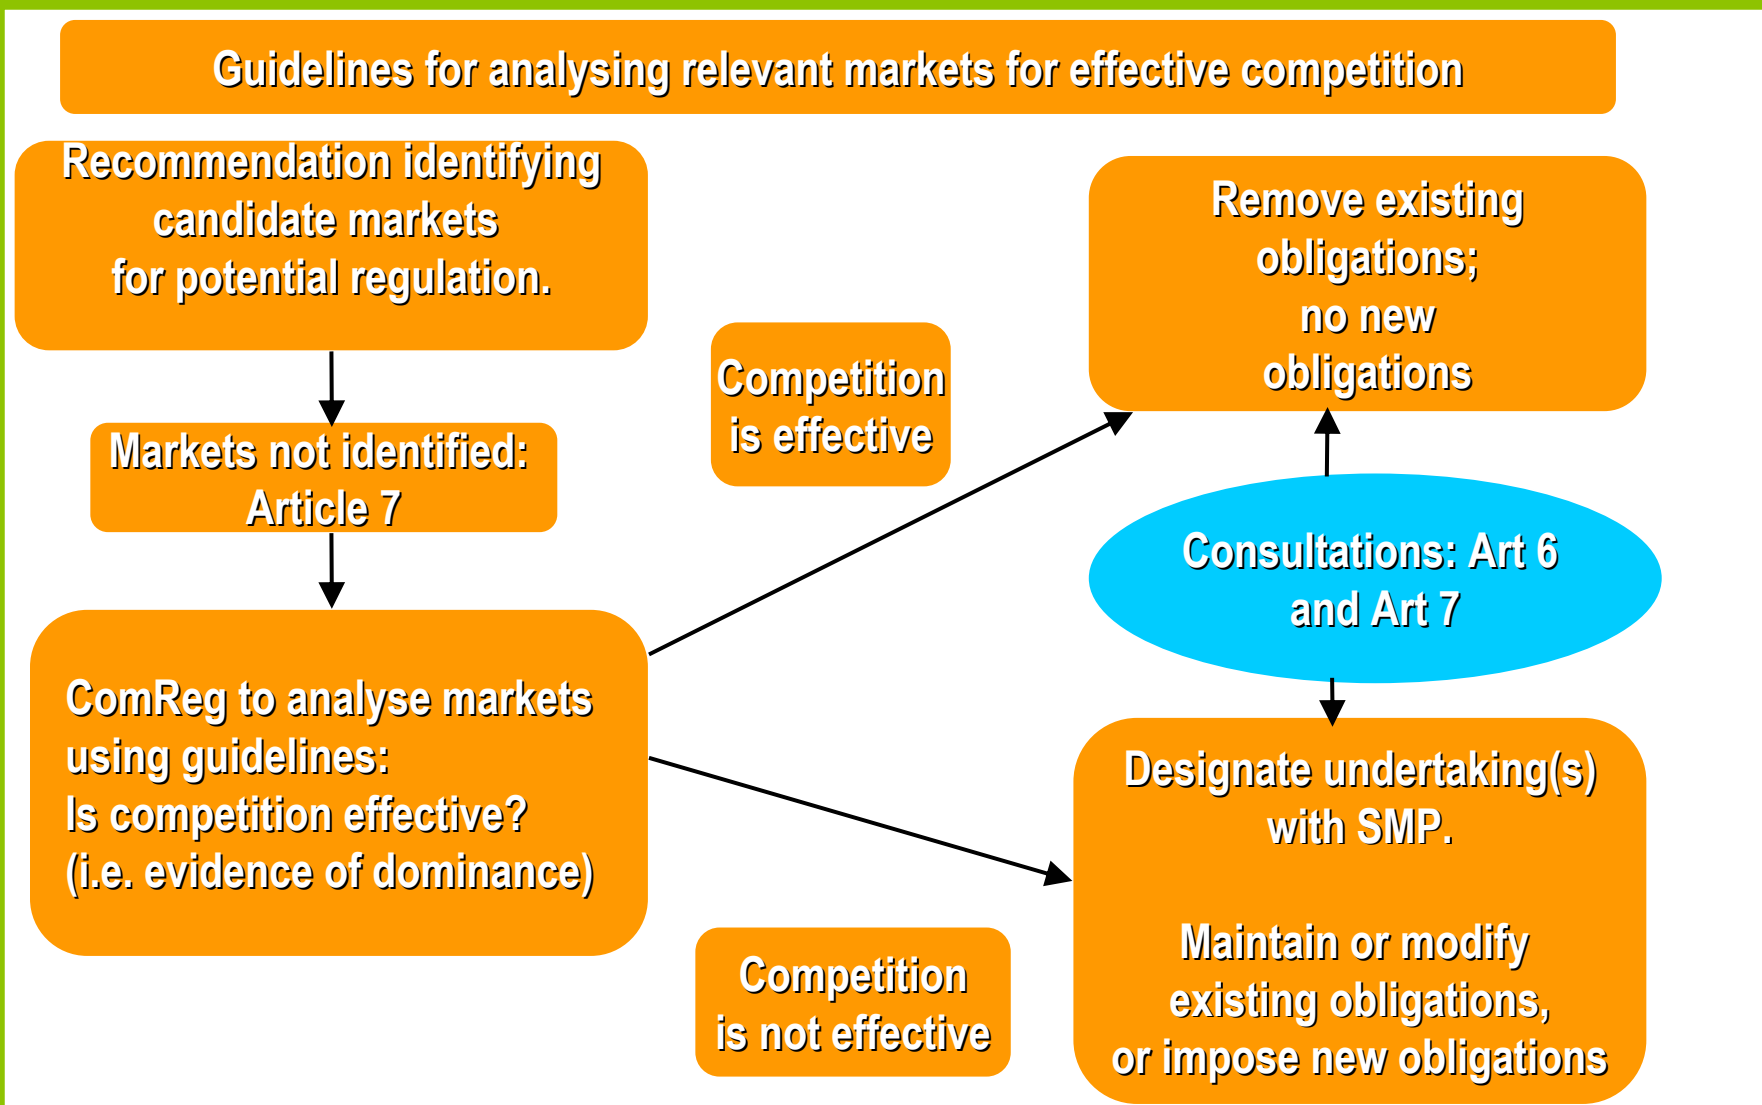 Guidelines for analysing relevant markets for effective competition
Recommendation identifying
candidate markets
for potential regulation.
Markets not identified:
Article 7
ComReg to analyse markets
using guidelines:
Is competition effective?
(i.e. evidence of dominance)
Competition
is effective
Competition
is not effective
Remove existing
obligations;
no new
obligations
Consultations: Art 6
and Art 7
Designate undertaking(s)
with SMP.
Maintain or modify
existing obligations,
or impose new obligations